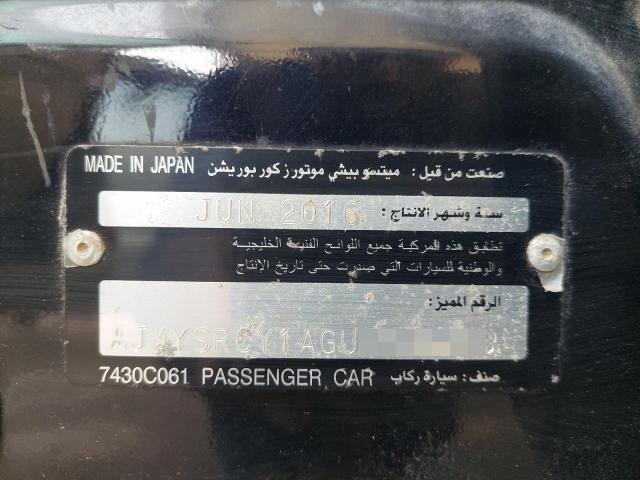 صنعت من قبل: ميتسوبيشي موتورز كوربوريشن MADE IN JAPAN
سنة وشهر الانتاج: JUN 2016
تطابق هذه المركبة جميع اللوائح الفنية الخليجية
والوطنية للسيارات التي صدرت حتى تاريخ الإنتاج
الرقم المميز:
JMYSRCY1AGU
صنف: سيارة ركاب 7430C061 PASSENGER CAR